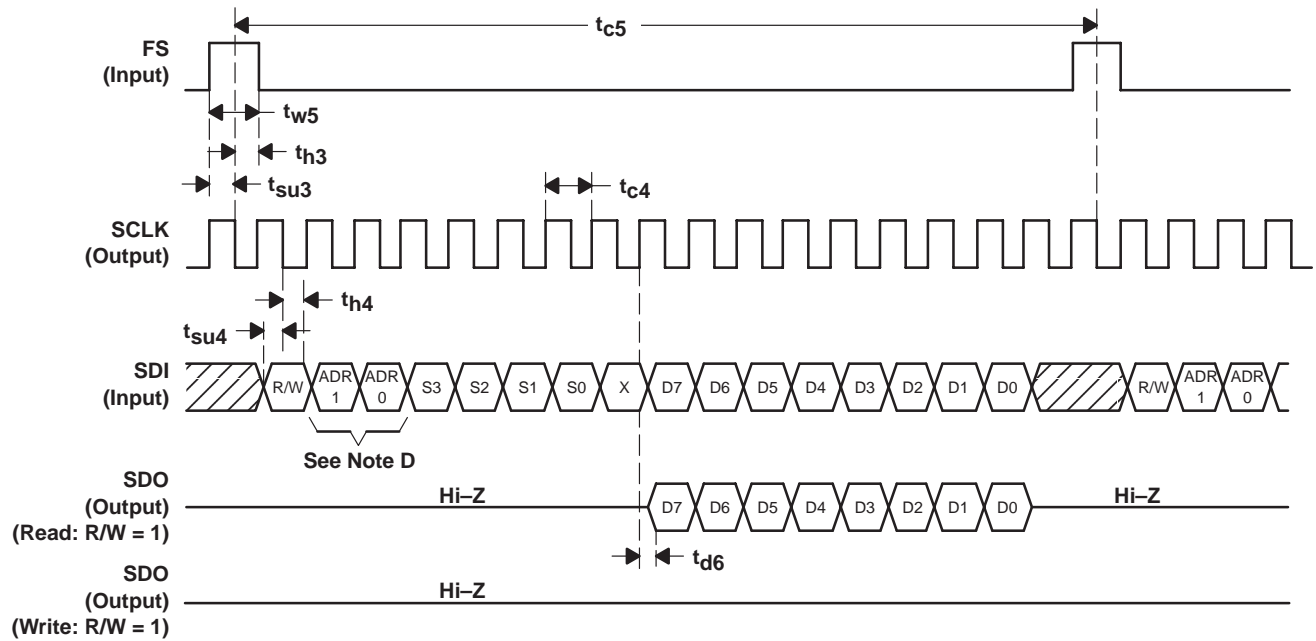 tc5
FS
(Input)
tw5
th3
tsu3
tc4
SCLK
(Output)
th4
tsu4
SDI
(Input)
R/W ADR 1 ADR 0 S3 S2 S1 S0 X D7 D6 D5 D4 D3 D2 D1 D0 R/W ADR 1 ADR 0
See Note D
SDO
(Output)
(Read: R/W = 1)
Hi–Z D7 D6 D5 D4 D3 D2 D1 D0 Hi–Z
td6
SDO
(Output)
(Write: R/W = 1)
Hi–Z